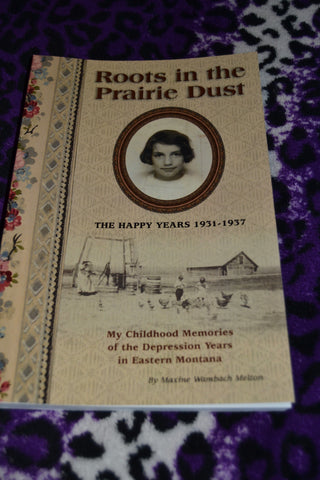 Roots in the
Prairie Dust
THE HAPPY YEARS 1931-1937
My Childhood Memories
of the Depression Years
in Eastern Montana
By Maxine Wambach Melton